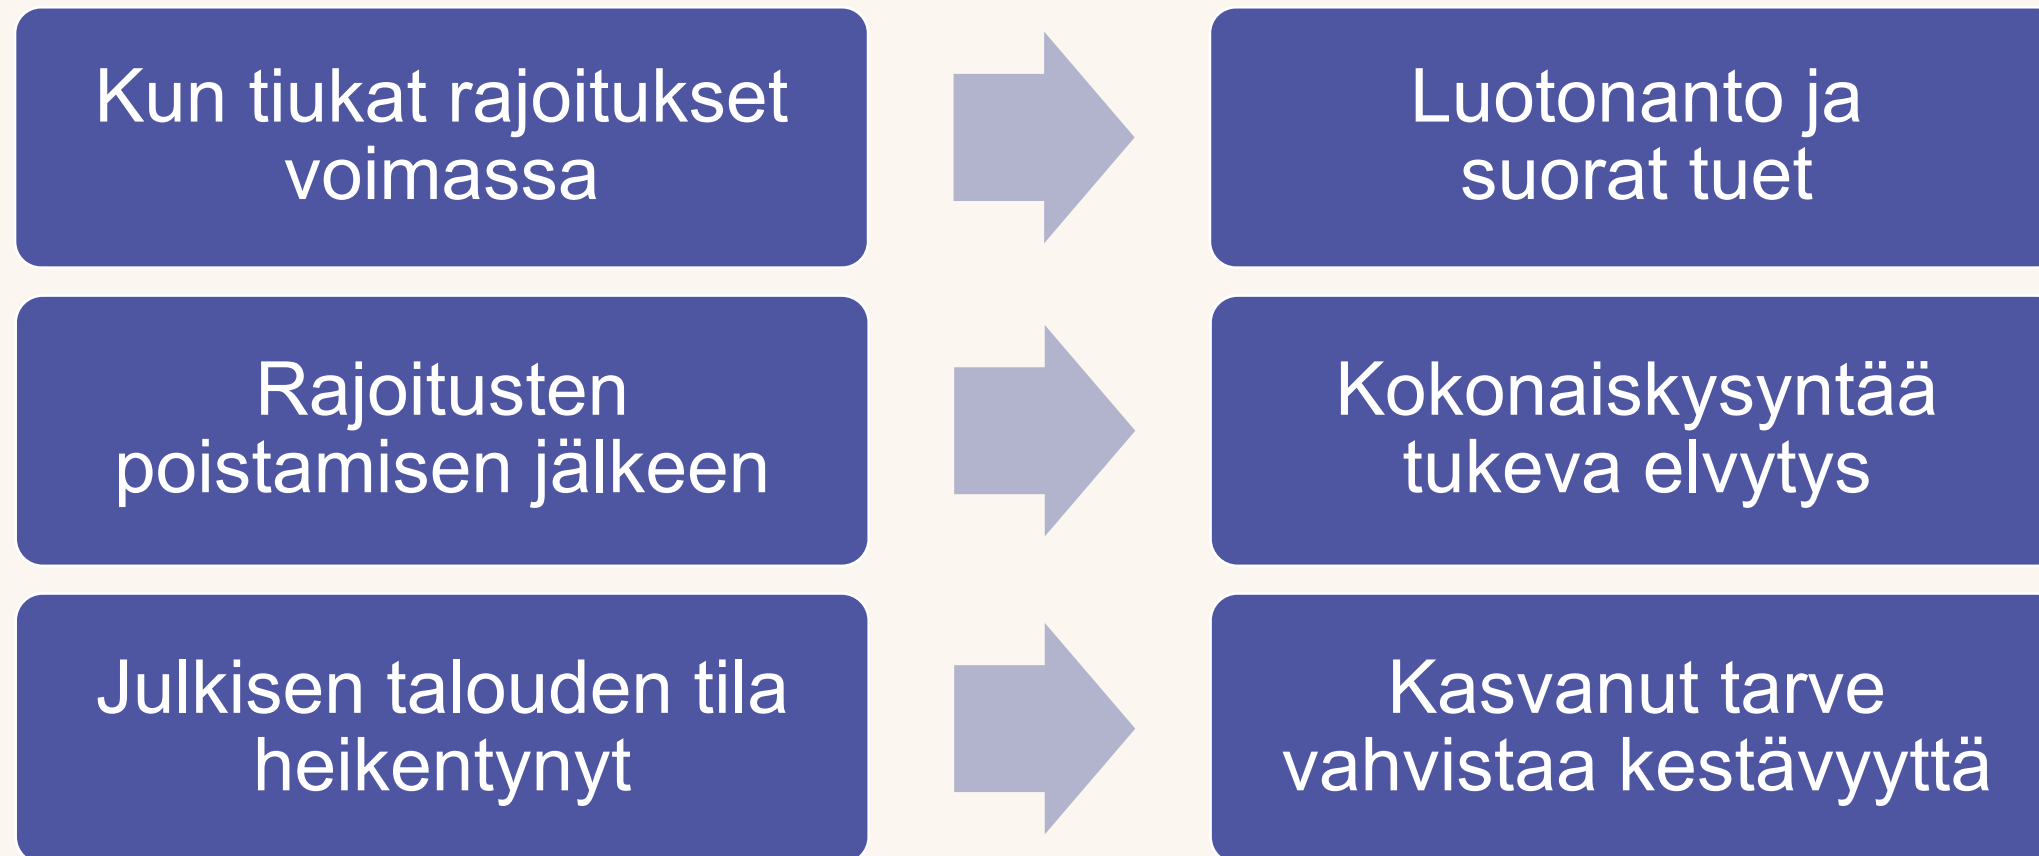 Kun tiukat rajoitukset
voimassa
Luotonanto ja
suorat tuet
Rajoitusten
poistamisen jälkeen
Kokonaiskysyntää
tukeva elvytys
Julkisen talouden tila
heikentynyt
Kasvanut tarve
vahvistaa kestävyyttä